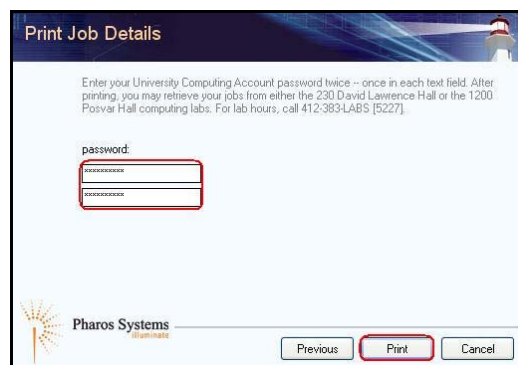 Print Job Details
Enter your University Computing Account password twice – once in each text field. After
printing, you may retrieve your jobs from either the 230 David Lawrence Hall or the 1200
Posvar Hall computing labs. For lab hours, call 412-383-LABS [5227].
password:
xxxxxxxxxx
xxxxxxxxxx
Pharos Systems
illuminate
Previous Print Cancel